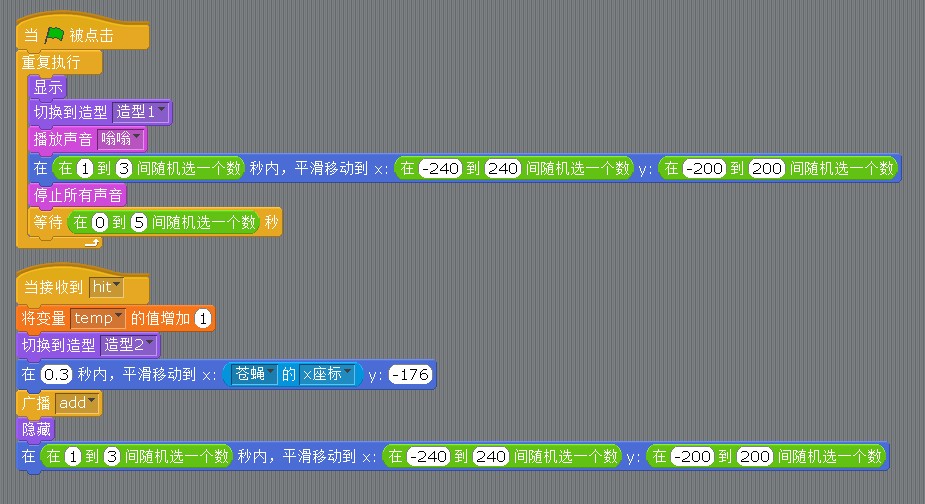 当 被点击
重复执行
显示
切换到造型 造型1
播放声音 嗡嗡
在 在 1 到 3 间随机选一个数 秒内，平滑移动到 x: 在 -240 到 240 间随机选一个数 y: 在 -200 到 200 间随机选一个数
停止所有声音
等待 在 0 到 5 间随机选一个数 秒
当接收到 hit
将变量 temp 的值增加 1
切换到造型 造型2
在 0.3 秒内，平滑移动到 x: 苍蝇 的 x座标 y: -176
广播 add
隐藏
在 在 1 到 3 间随机选一个数 秒内，平滑移动到 x: 在 -240 到 240 间随机选一个数 y: 在 -200 到 200 间随机选一个数